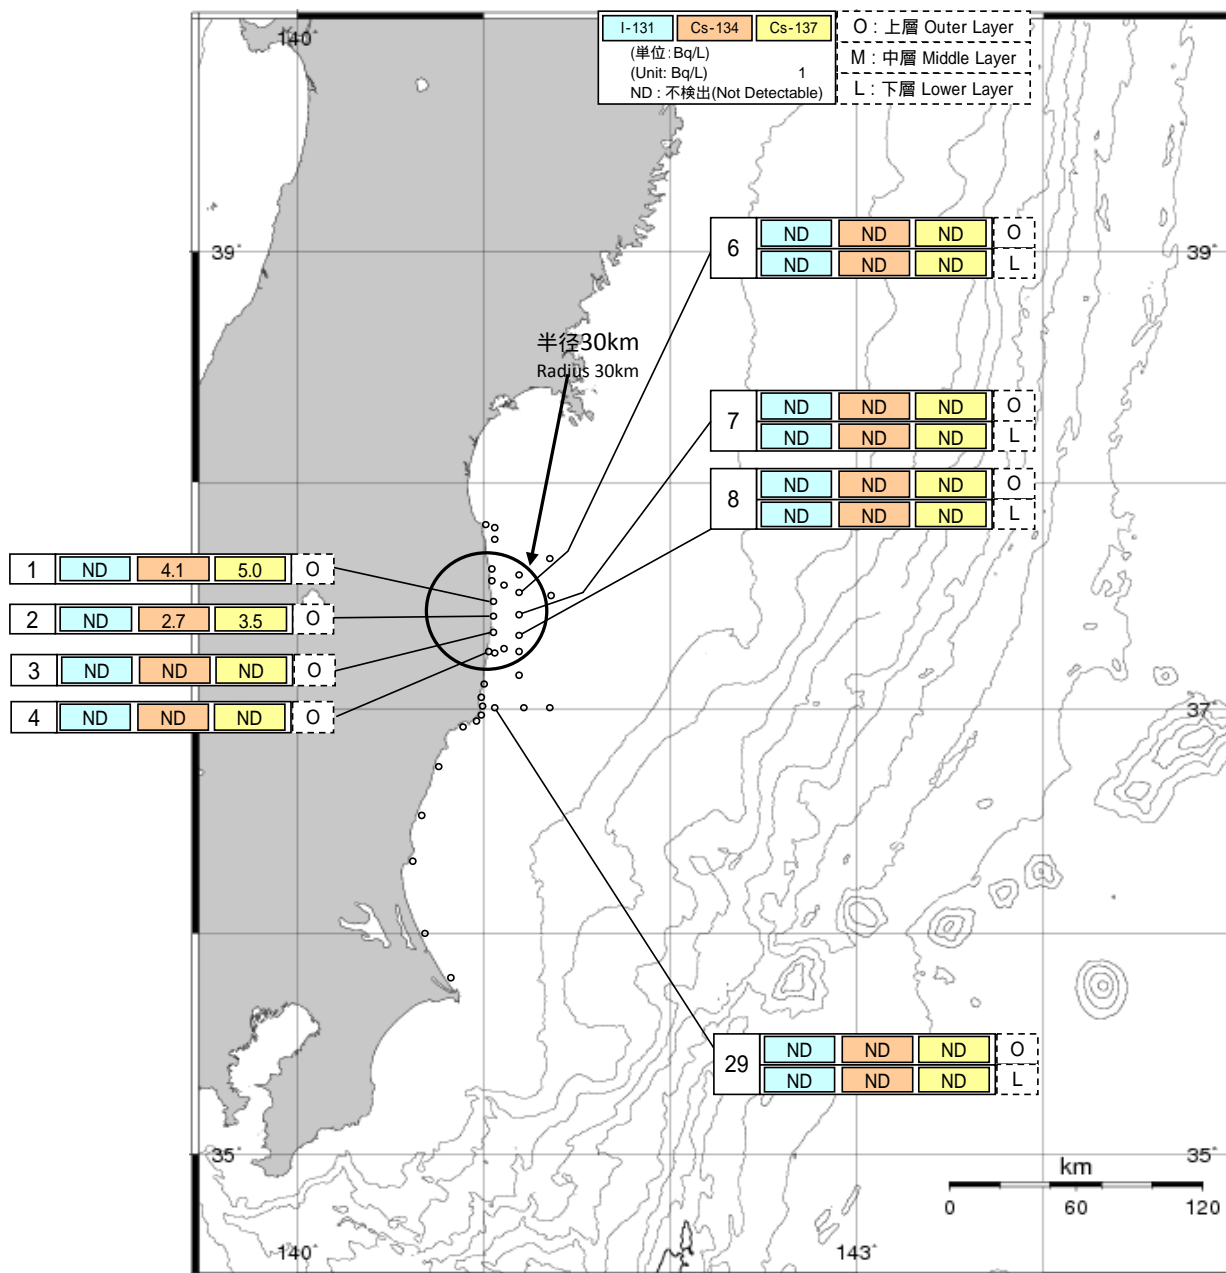 140°
I-131 Cs-134 Cs-137
(単位:Bq/L)
(Unit: Bq/L) 1
ND : 不検出(Not Detectable)
O : 上層 Outer Layer
M : 中層 Middle Layer
L : 下層 Lower Layer
39° 39°
6 ND ND ND O
ND ND ND L
半径30km
Radius 30km
7 ND ND ND O
ND ND ND L
8 ND ND ND O
ND ND ND L
1 ND 4.1 5.0 O
2 ND 2.7 3.5 O
3 ND ND ND O
4 ND ND ND O
37°
29 ND ND ND O
ND ND ND L
35° 35°
km
0 60 120
140° 143°